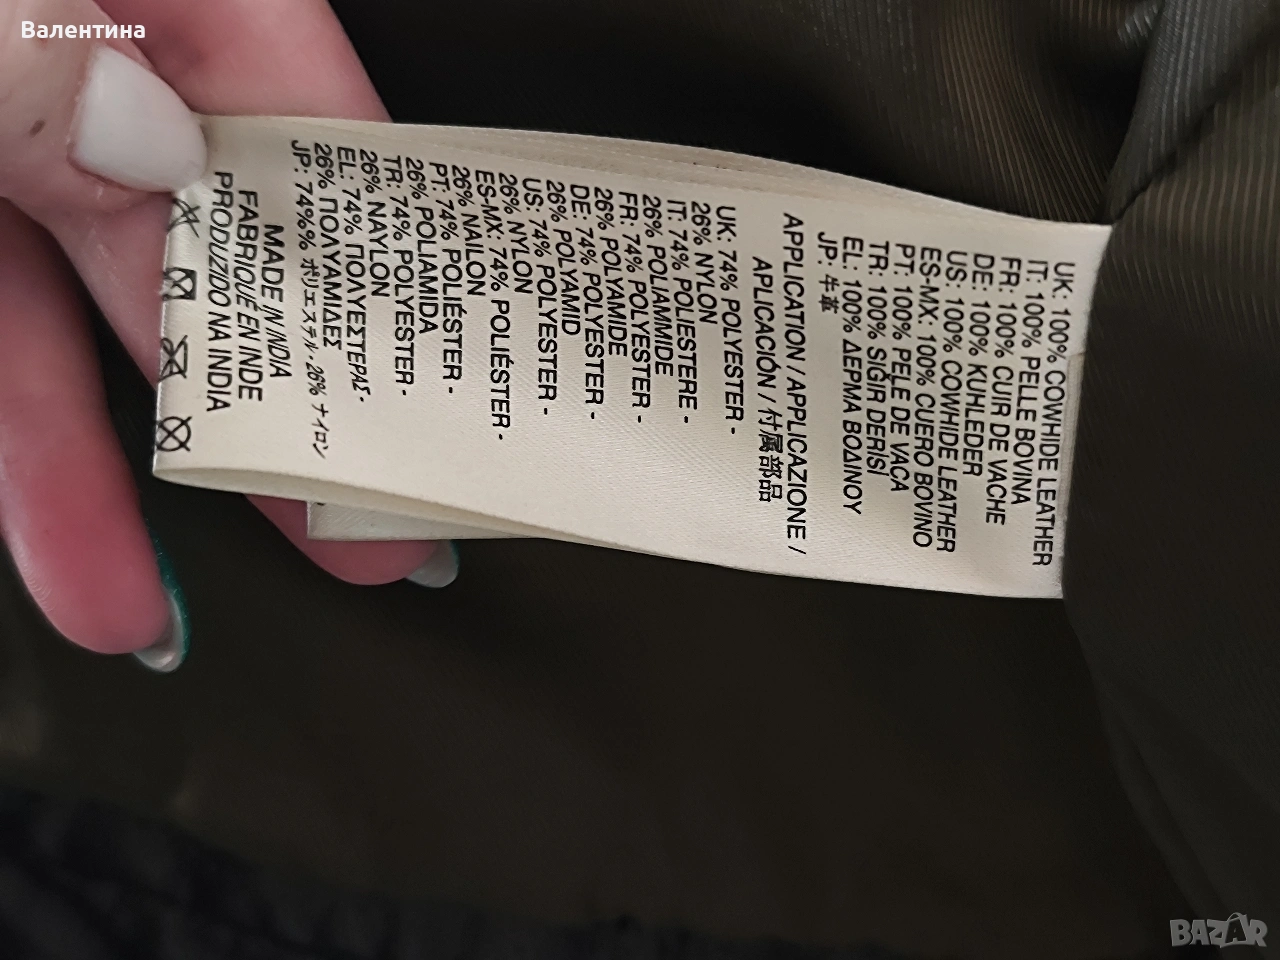 Валентина
UK: 100% COWHIDE LEATHER
IT: 100% PELLE BOVINA
FR: 100% CUIR DE VACHE
DE: 100% KUHLEDER
US: 100% COWHIDE LEATHER
ES-MX: 100% CUERO BOVINO
PT: 100% PELE DE VACA
TR: 100% SIĞIR DERISİ
EL: 100% ΔΕΡΜΑ ΒΟΔΙΝΟΥ
JP: 牛革
APPLICATION / APPLICAZIONE /
APLICACIÓN / 付属部品
UK: 74% POLYESTER -
26% NYLON
IT: 74% POLIESTERE -
26% POLIAMMIDE
FR: 74% POLYESTER -
26% POLYAMIDE
DE: 74% POLYESTER -
26% POLYAMID
US: 74% POLYESTER -
26% NYLON
ES-MX: 74% POLIÉSTER -
26% NAILON
PT: 74% POLIÉSTER -
26% POLIAMIDA
TR: 74% POLYESTER -
26% NAYLON
EL: 74% ΠΟΛΥΕΣΤΕΡΑΣ -
26% ΠΟΛΥΑΜΙΔΕΣ
JP: 74%% ポリエステル - 26% ナイロン
MADE IN INDIA
FABRIQUÉ EN INDE
PRODUZIDO NA INDIA
BAZAR